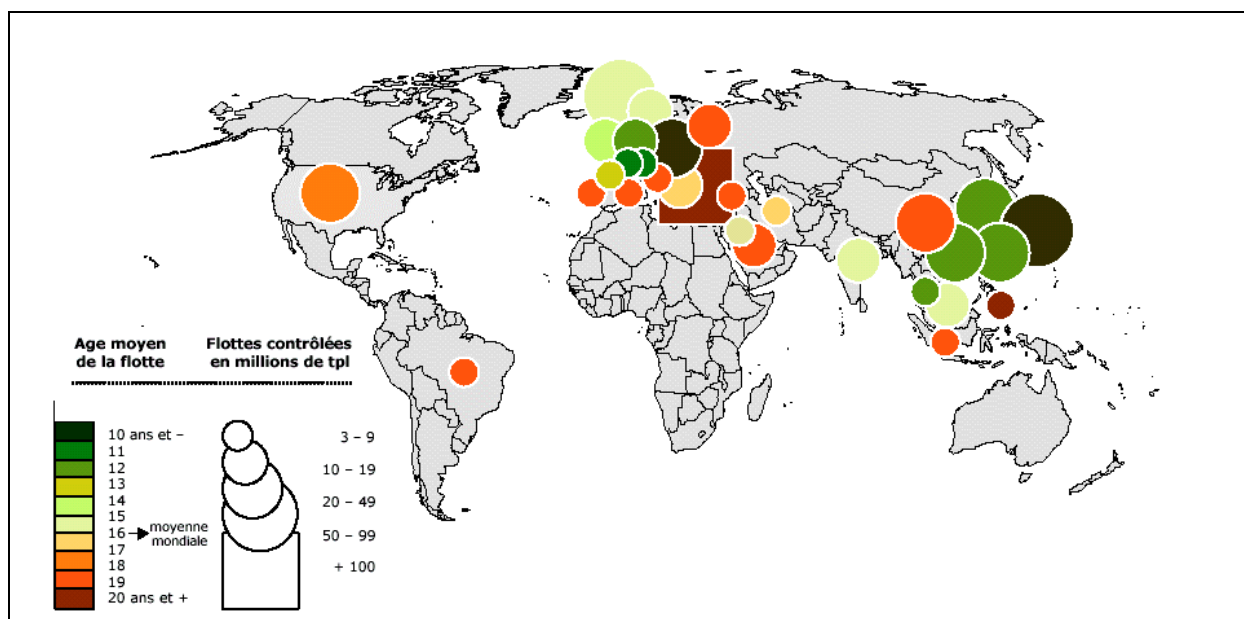 Age moyen
de la flotte
Flottes contrôlées
en millions de tpl
10 ans et –
11
12
13
14
15
16
moyenne
mondiale
17
18
19
20 ans et +
3 – 9
10 – 19
20 – 49
50 – 99
+ 100